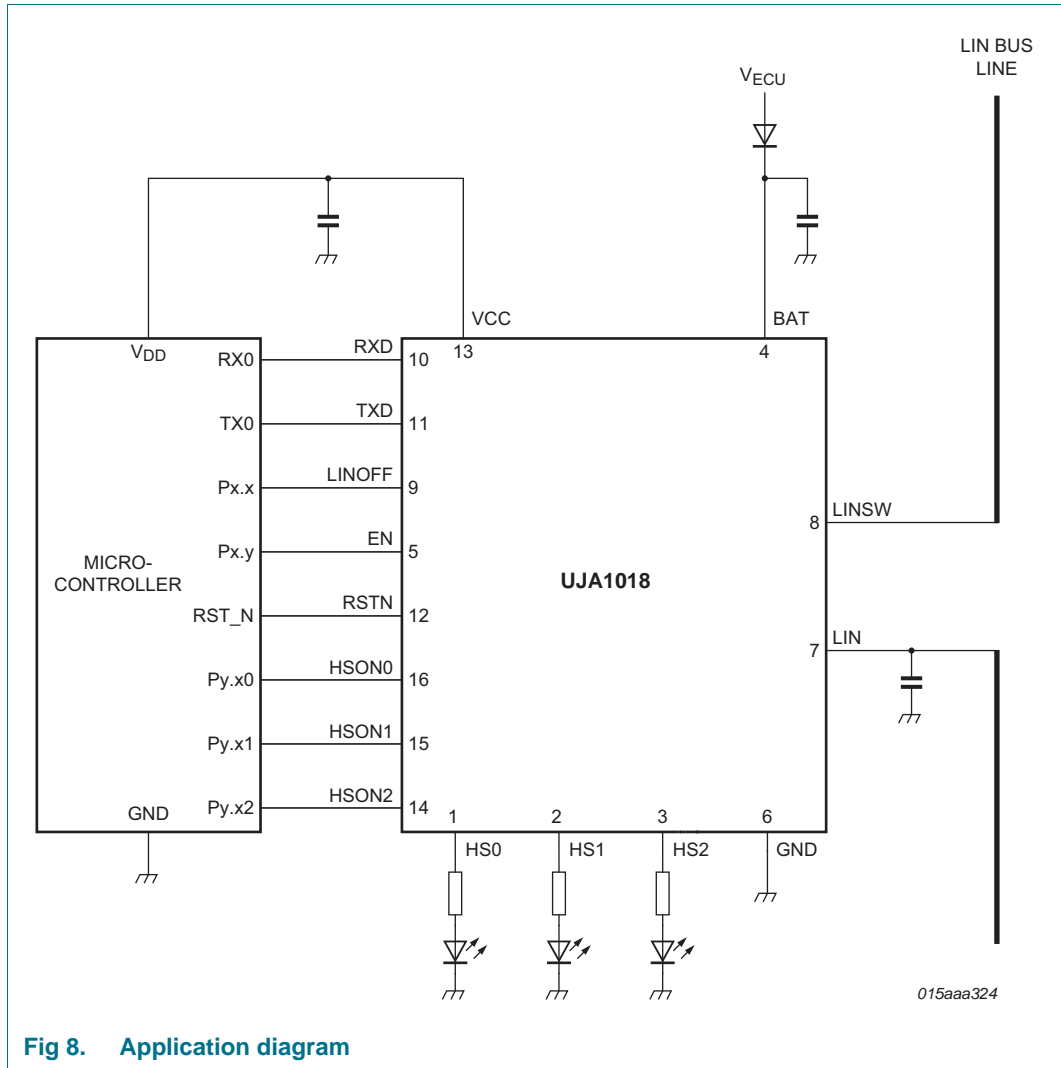 LIN BUS
LINE
VECU
VCC
BAT
VDD
13
4
RX0
RXD
10
TX0
TXD
11
Px.x
LINOFF
9
8
LINSW
Px.y
EN
5
MICRO-
CONTROLLER
UJA1018
RST_N
RSTN
12
7
LIN
Py.x0
HSON0
16
Py.x1
HSON1
15
GND
Py.x2
HSON2
14
1
2
3
6
HS0
HS1
HS2
GND
015aaa324
Fig 8. Application diagram